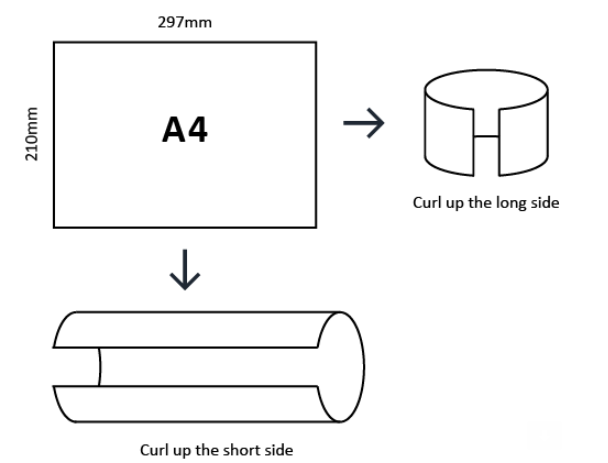 297mm
210mm
A4
Curl up the long side
Curl up the short side